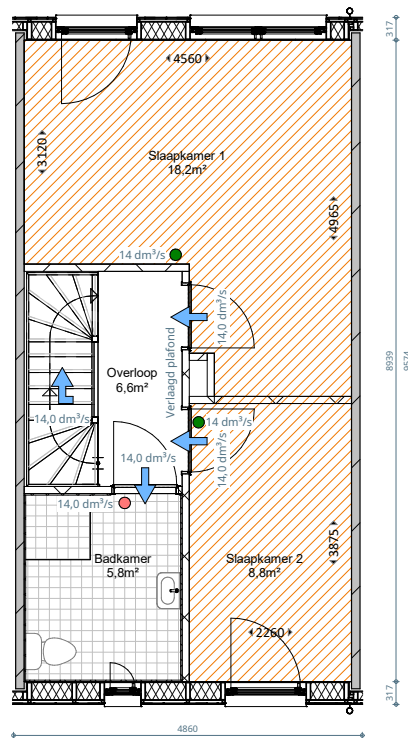 317
4560
3120
Slaapkamer 1
18,2m²
4965
14 dm³/s
14,0 dm³/s
Verlaagd plafond
Overloop
6,6m²
8939
9574
14,0 dm³/s
14 dm³/s
14,0 dm³/s
14,0 dm³/s
14,0 dm³/s
Badkamer
5,8m²
Slaapkamer 2
8,8m²
3875
2260
317
4860